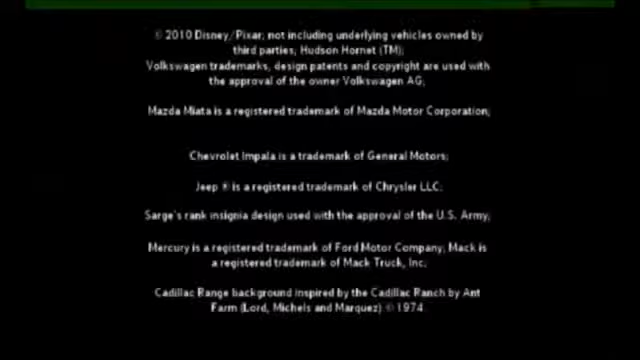 © 2010 Disney/Pixar; not including underlying vehicles owned by
third parties; Hudson Hornet (TM);
Volkswagen trademarks, design patents and copyright are used with
the approval of the owner Volkswagen AG;
Mazda Miata is a registered trademark of Mazda Motor Corporation;
Chevrolet Impala is a trademark of General Motors;
Jeep ® is a registered trademark of Chrysler LLC;
Sarge's rank insignia design used with the approval of the U.S. Army;
Mercury is a registered trademark of Ford Motor Company; Mack is
a registered trademark of Mack Truck, Inc;
Cadillac Range background inspired by the Cadillac Ranch by Ant
Farm (Lord, Michels and Marquez) © 1974